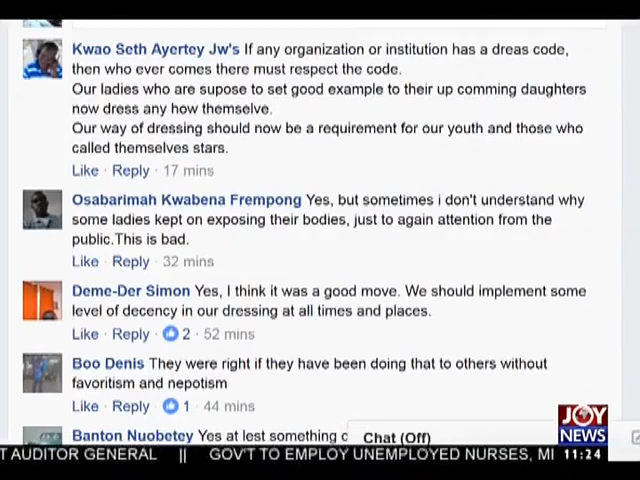 Kwao Seth Ayertey Jw's If any organization or institution has a dreas code,
then who ever comes there must respect the code.
Our ladies who are supose to set good example to their up comming daughters
now dress any how themselve.
Our way of dressing should now be a requirement for our youth and those who
called themselves stars.
Like · Reply · 17 mins
Osabarimah Kwabena Frempong Yes, but sometimes i don't understand why
some ladies kept on exposing their bodies, just to again attention from the
public.This is bad.
Like · Reply · 32 mins
Deme-Der Simon Yes, I think it was a good move. We should implement some
level of decency in our dressing at all times and places.
Like · Reply · 2 · 52 mins
Boo Denis They were right if they have been doing that to others without
favoritism and nepotism
Like · Reply · 1 · 44 mins
Banton Nuobetey Yes at lest something
Chat (Off)
JOY
NEWS
T AUDITOR GENERAL || GOV'T TO EMPLOY UNEMPLOYED NURSES, MI
11:24